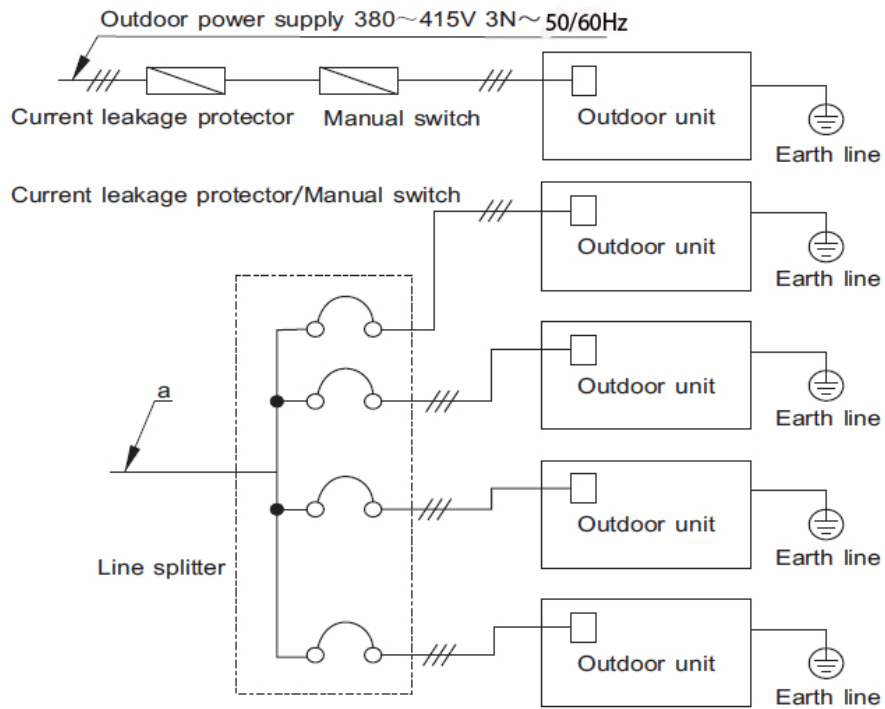 Outdoor power supply 380～415V 3N～ 50/60Hz
Current leakage protector
Manual switch
Outdoor unit
Earth line
Current leakage protector/Manual switch
Outdoor unit
Earth line
Outdoor unit
Earth line
a
Outdoor unit
Earth line
Line splitter
Outdoor unit
Earth line